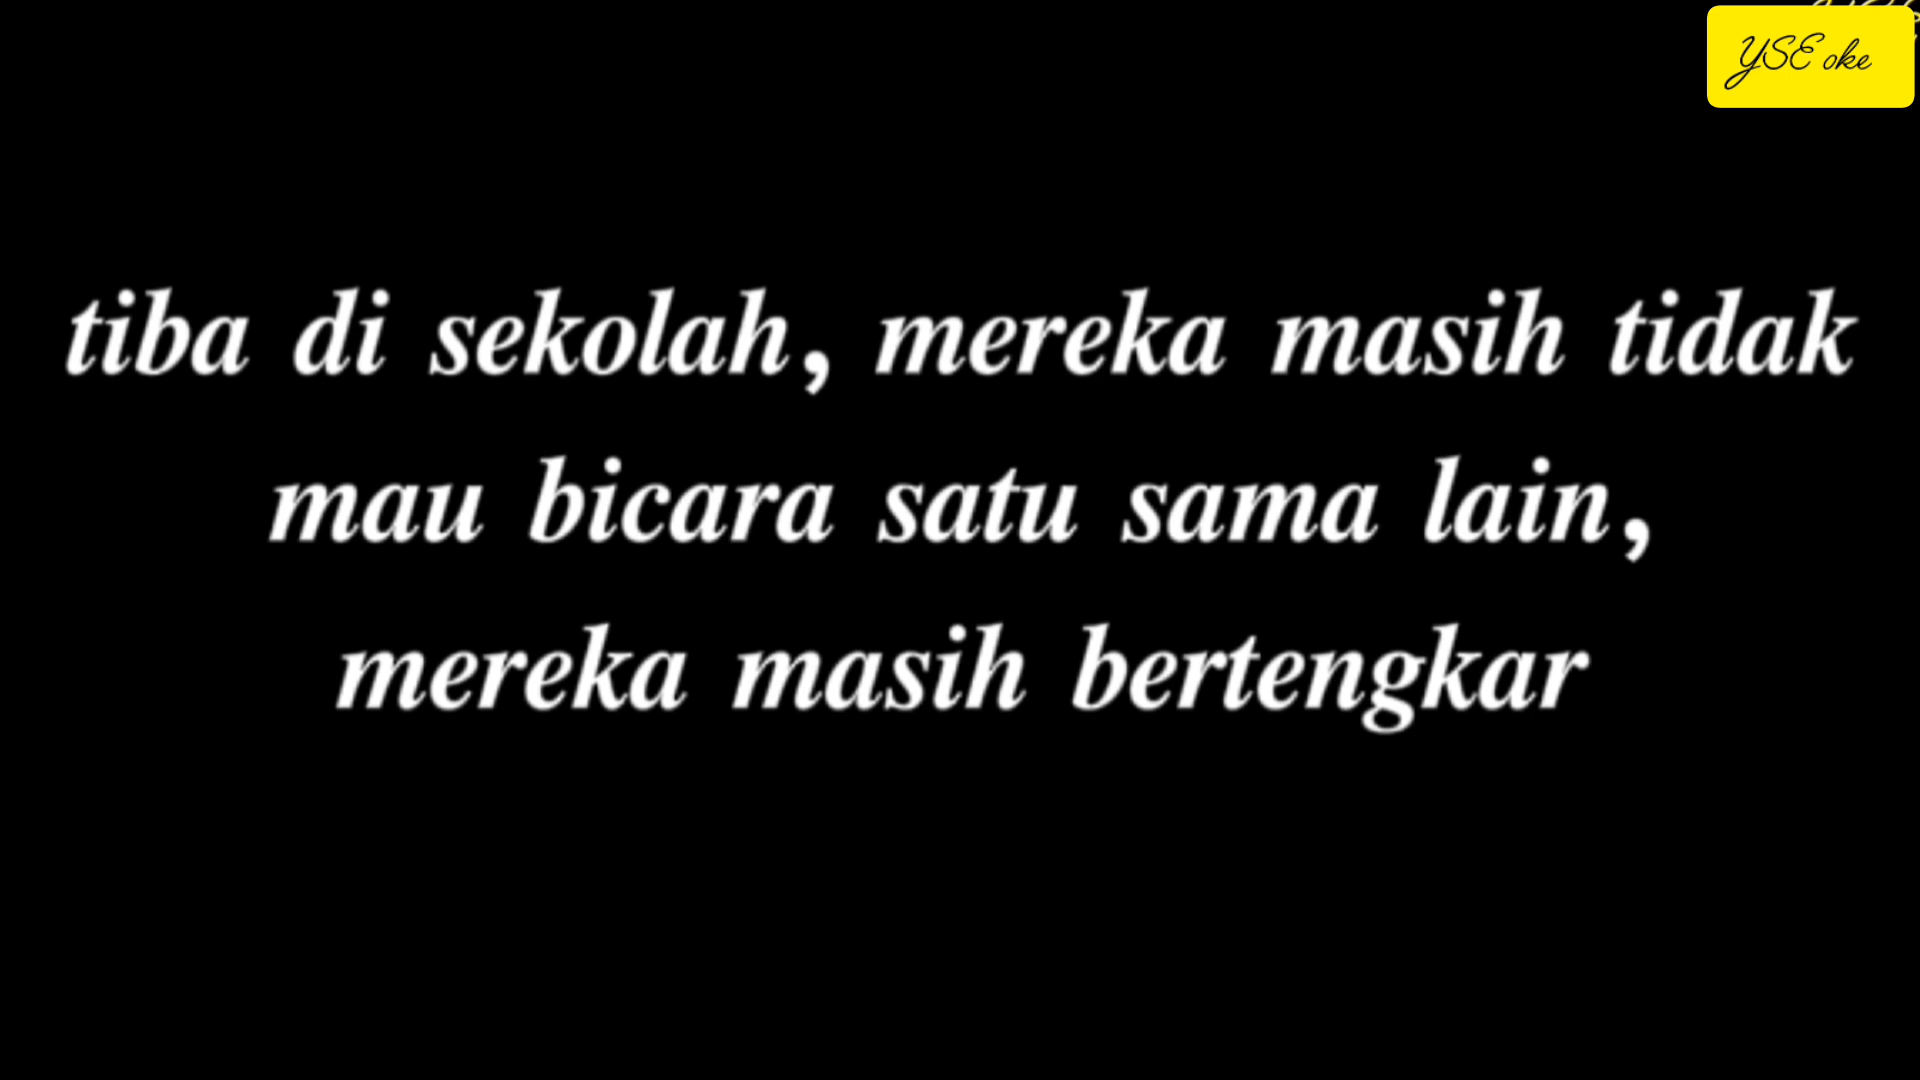 YSE oke
tiba di sekolah, mereka masih tidak
mau bicara satu sama lain,
mereka masih bertengkar